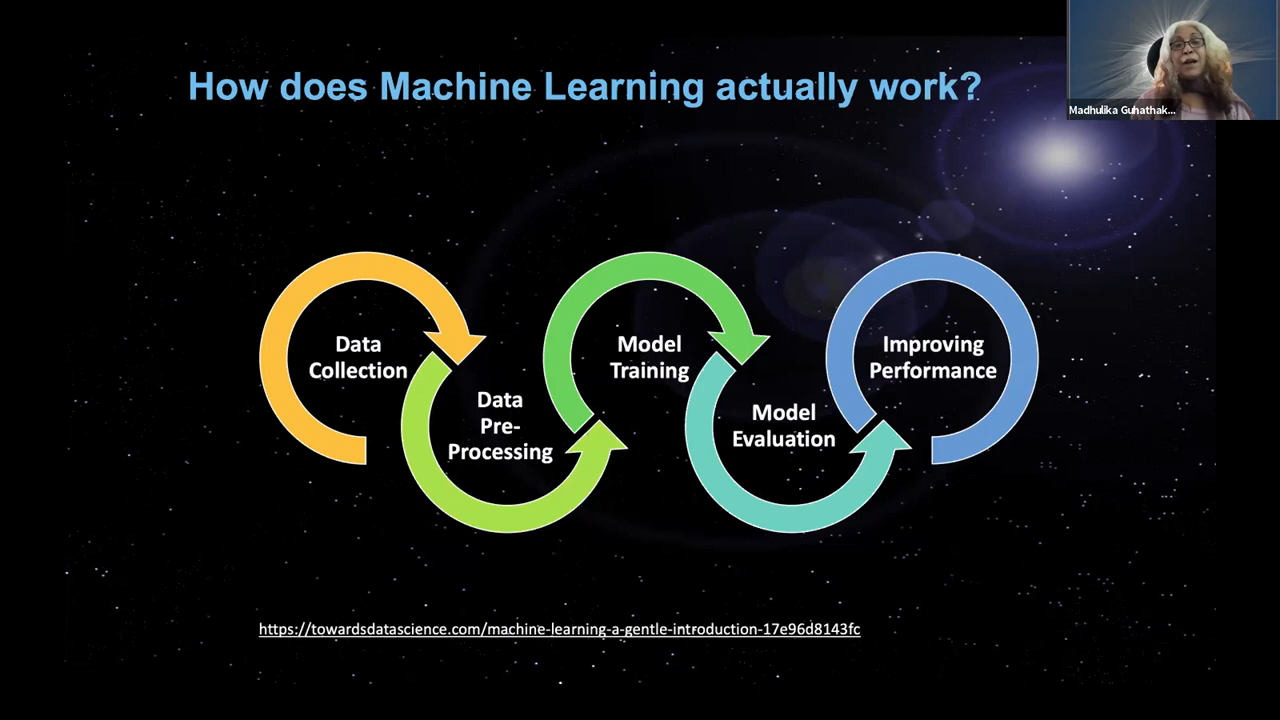 How does Machine Learning actually work?
Madhulika Guhathak...
Data
Collection
Data
Pre-
Processing
Model
Training
Model
Evaluation
Improving
Performance
https://towardsdatascience.com/machine-learning-a-gentle-introduction-17e96d8143fc